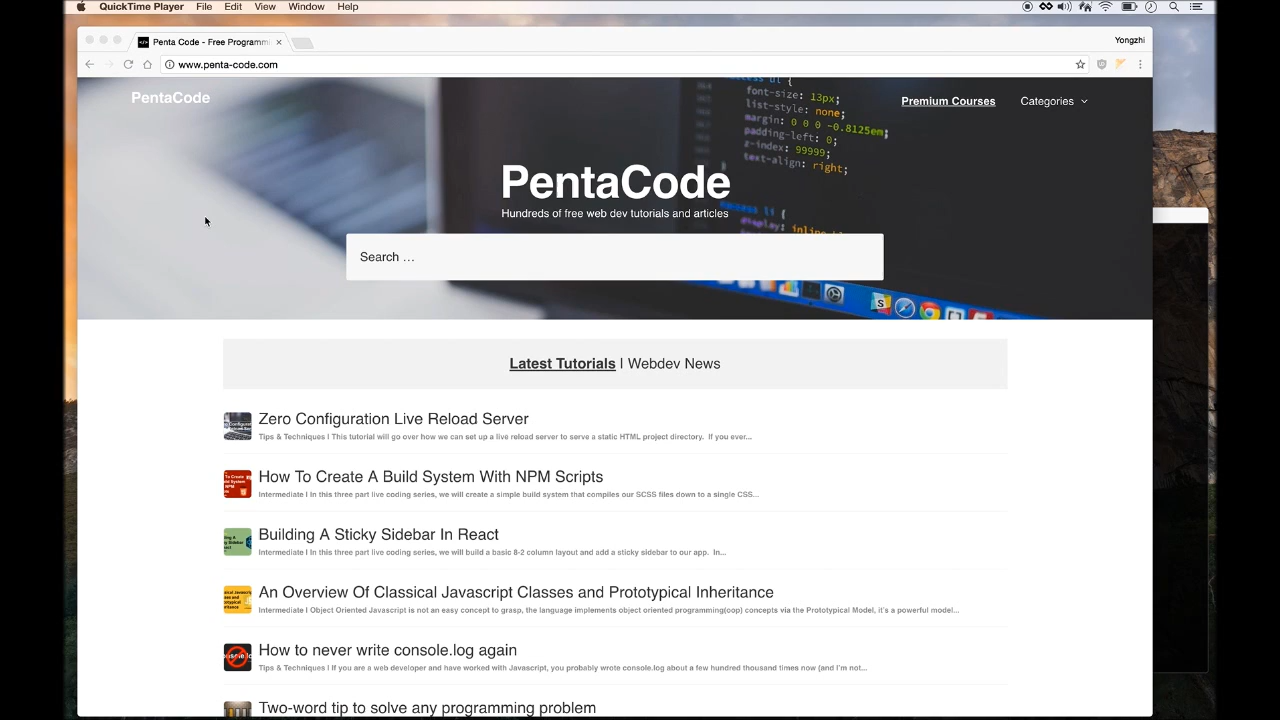 QuickTime Player File Edit View Window Help
Penta Code - Free Programmi
Yongzhi
www.penta-code.com
PentaCode
Premium Courses
Categories
font-size: 13px;
list-style: none;
margin: 0 0 0 -0.8125em;
padding-left: 0;
z-index: 99999;
text-align: right;
PentaCode
Hundreds of free web dev tutorials and articles
Search …
Latest Tutorials | Webdev News
Zero Configuration Live Reload Server
Tips & Techniques | This tutorial will go over how we can set up a live reload server to serve a static HTML project directory. If you ever...
How To Create A Build System With NPM Scripts
Intermediate | In this three part live coding series, we will create a simple build system that compiles our SCSS files down to a single CSS...
Building A Sticky Sidebar In React
Intermediate | In this three part live coding series, we will build a basic 8-2 column layout and add a sticky sidebar to our app. In...
An Overview Of Classical Javascript Classes and Prototypical Inheritance
Intermediate | Object Oriented Javascript is not an easy concept to grasp, the language implements object oriented programming(oop) concepts via the Prototypical Model, it's a powerful model...
How to never write console.log again
Tips & Techniques | If you are a web developer and have worked with Javascript, you probably wrote console.log about a few hundred thousand times now (and I'm not...
Two-word tip to solve any programming problem